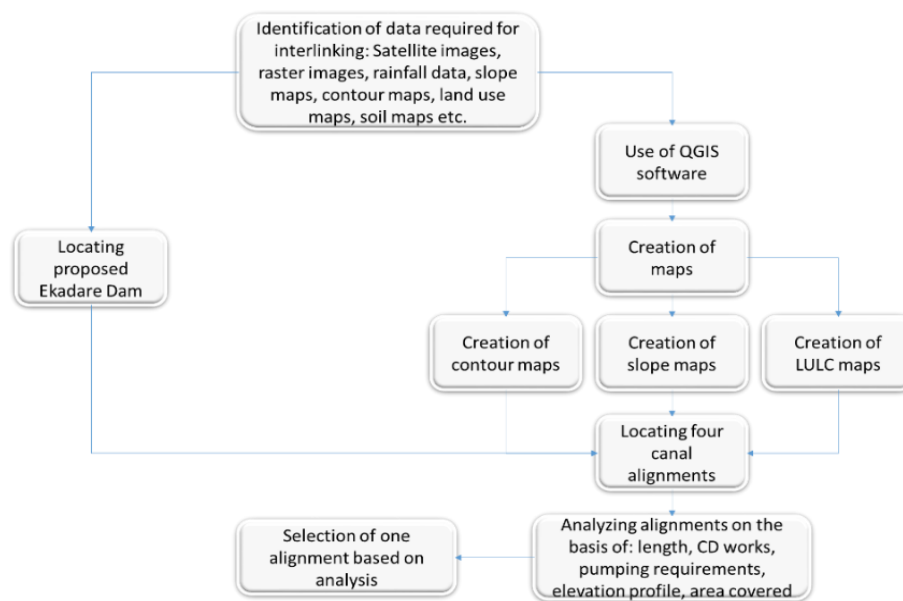 Identification of data required for
interlinking: Satellite images,
raster images, rainfall data, slope
maps, contour maps, land use
maps, soil maps etc.
Use of QGIS
software
Locating
proposed
Ekadare Dam
Creation of
maps
Creation of
contour maps
Creation of
slope maps
Creation of
LULC maps
Locating four
canal
alignments
Selection of one
alignment based on
analysis
Analyzing alignments on the
basis of: length, CD works,
pumping requirements,
elevation profile, area covered